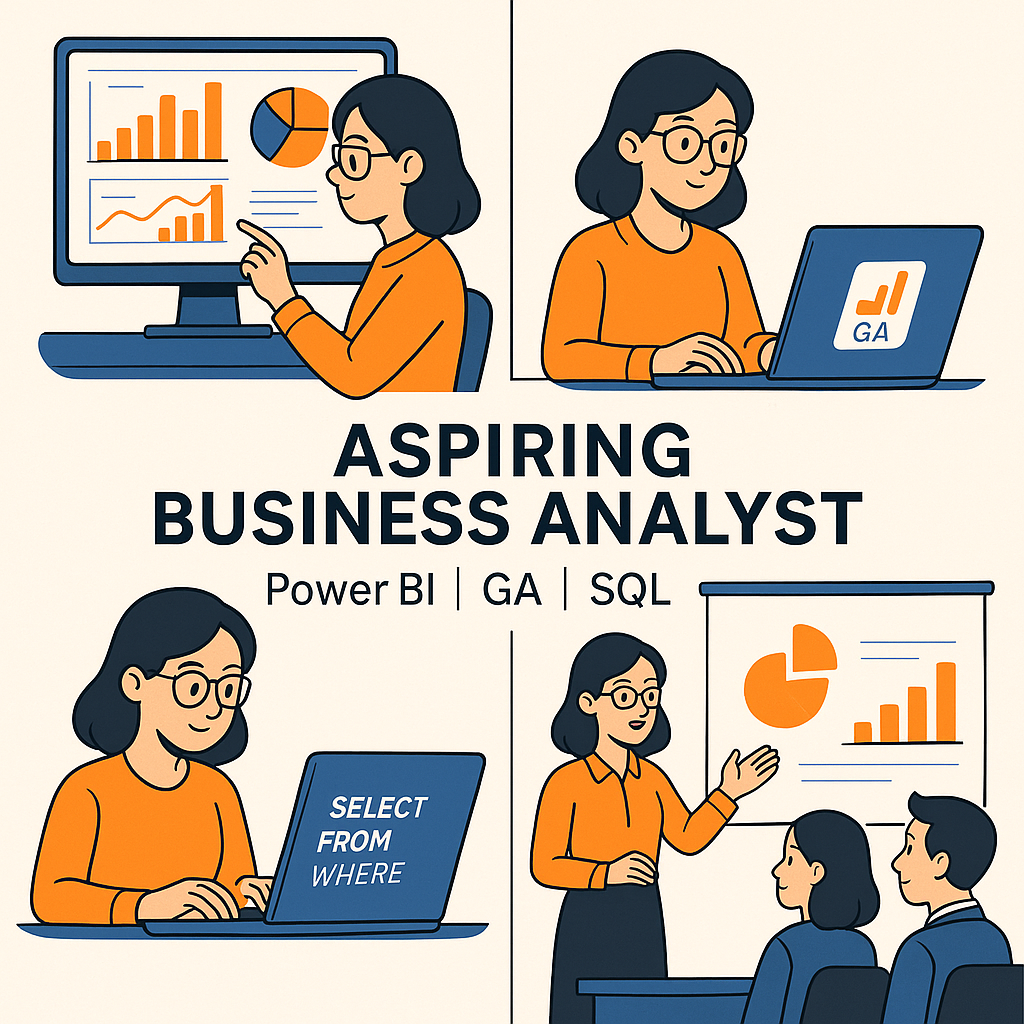 GA
ASPIRING
BUSINESS ANALYST
Power BI | GA | SQL
SELECT
FROM
WHERE